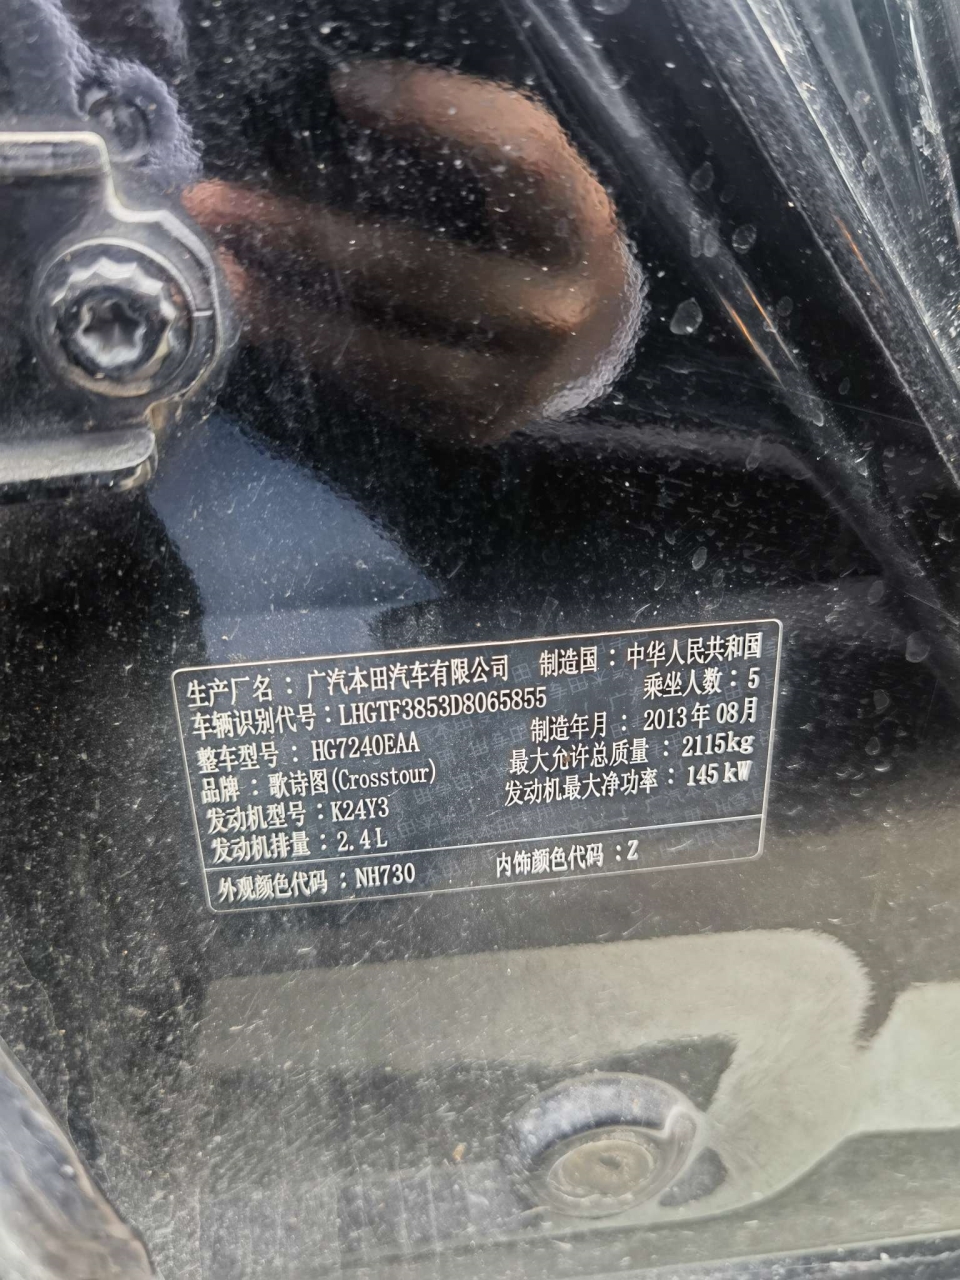 生产厂名：广汽本田汽车有限公司 制造国：中华人民共和国
车辆识别代号：LHGTF3853D8065855 乘坐人数：5
整车型号：HG7240EAA 制造年月：2013年08月
品牌：歌诗图(Crosstour) 最大允许总质量：2115kg
发动机型号：K24Y3 发动机最大净功率：145kW
发动机排量：2.4L
外观颜色代码：NH730 内饰颜色代码：Z